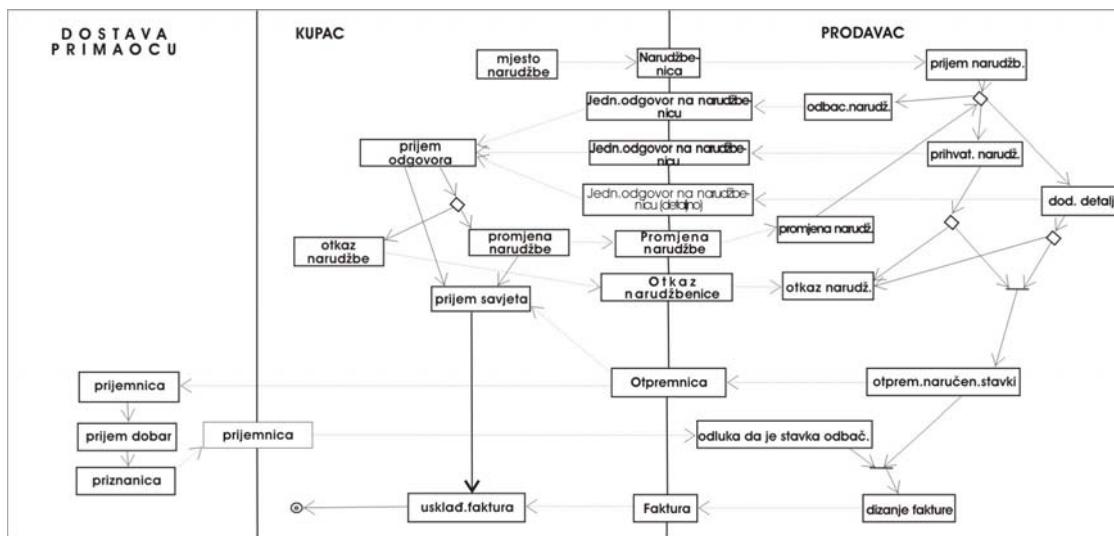 DOSTAVA
PRIMAOCU
KUPAC
PRODAVAC
mjesto
narudžbe
Narudžbe-
nica
prijem narudžb.
Jedn.odgovor na narudžbe-
nicu
odbac.narudž.
prijem
odgovora
Jedn.odgovor na narudžbe-
nicu
prihvat. narudž.
Jedn.odgovor na narudžbe-
nicu (detaljno)
dod. detalj
otkaz
narudžbe
promjena
narudžbe
Promjena
narudžbe
promjena narudž.
prijem savjeta
Otkaz
narudžbenice
otkaz narudž.
prijemnica
Otpremnica
otprem.naručen.stavki
prijem dobar
prijemnica
odluka da je stavka odbač.
priznanica
usklađ.faktura
Faktura
dizanje fakture